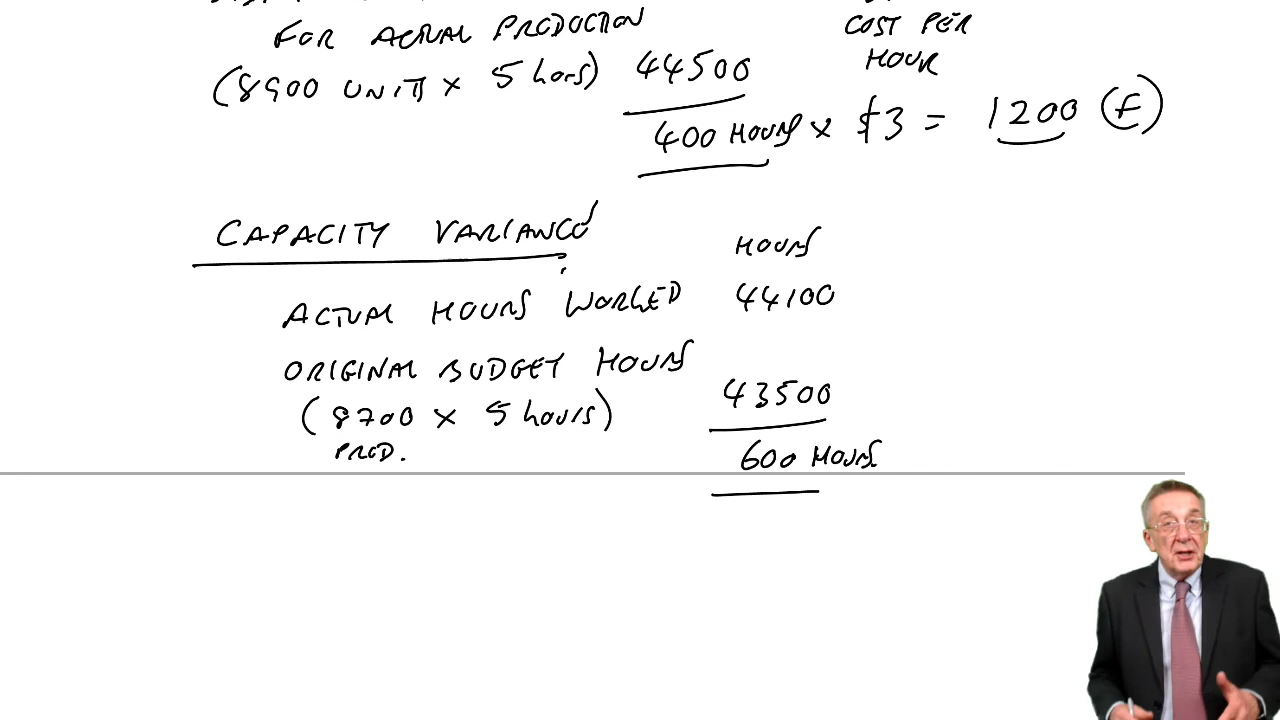 FOR ACTUAL PRODUCTION
(8900 UNITS × 5 hors) 44500
COST PER
HOUR
400 HOURS × $3 = 1200 (F)
CAPACITY VARIANCE
HOURS
ACTUAL HOURS WORKED 44100
ORIGINAL BUDGET HOURS
(8700 × 5 hours) 43500
PROD.
600 HOURS